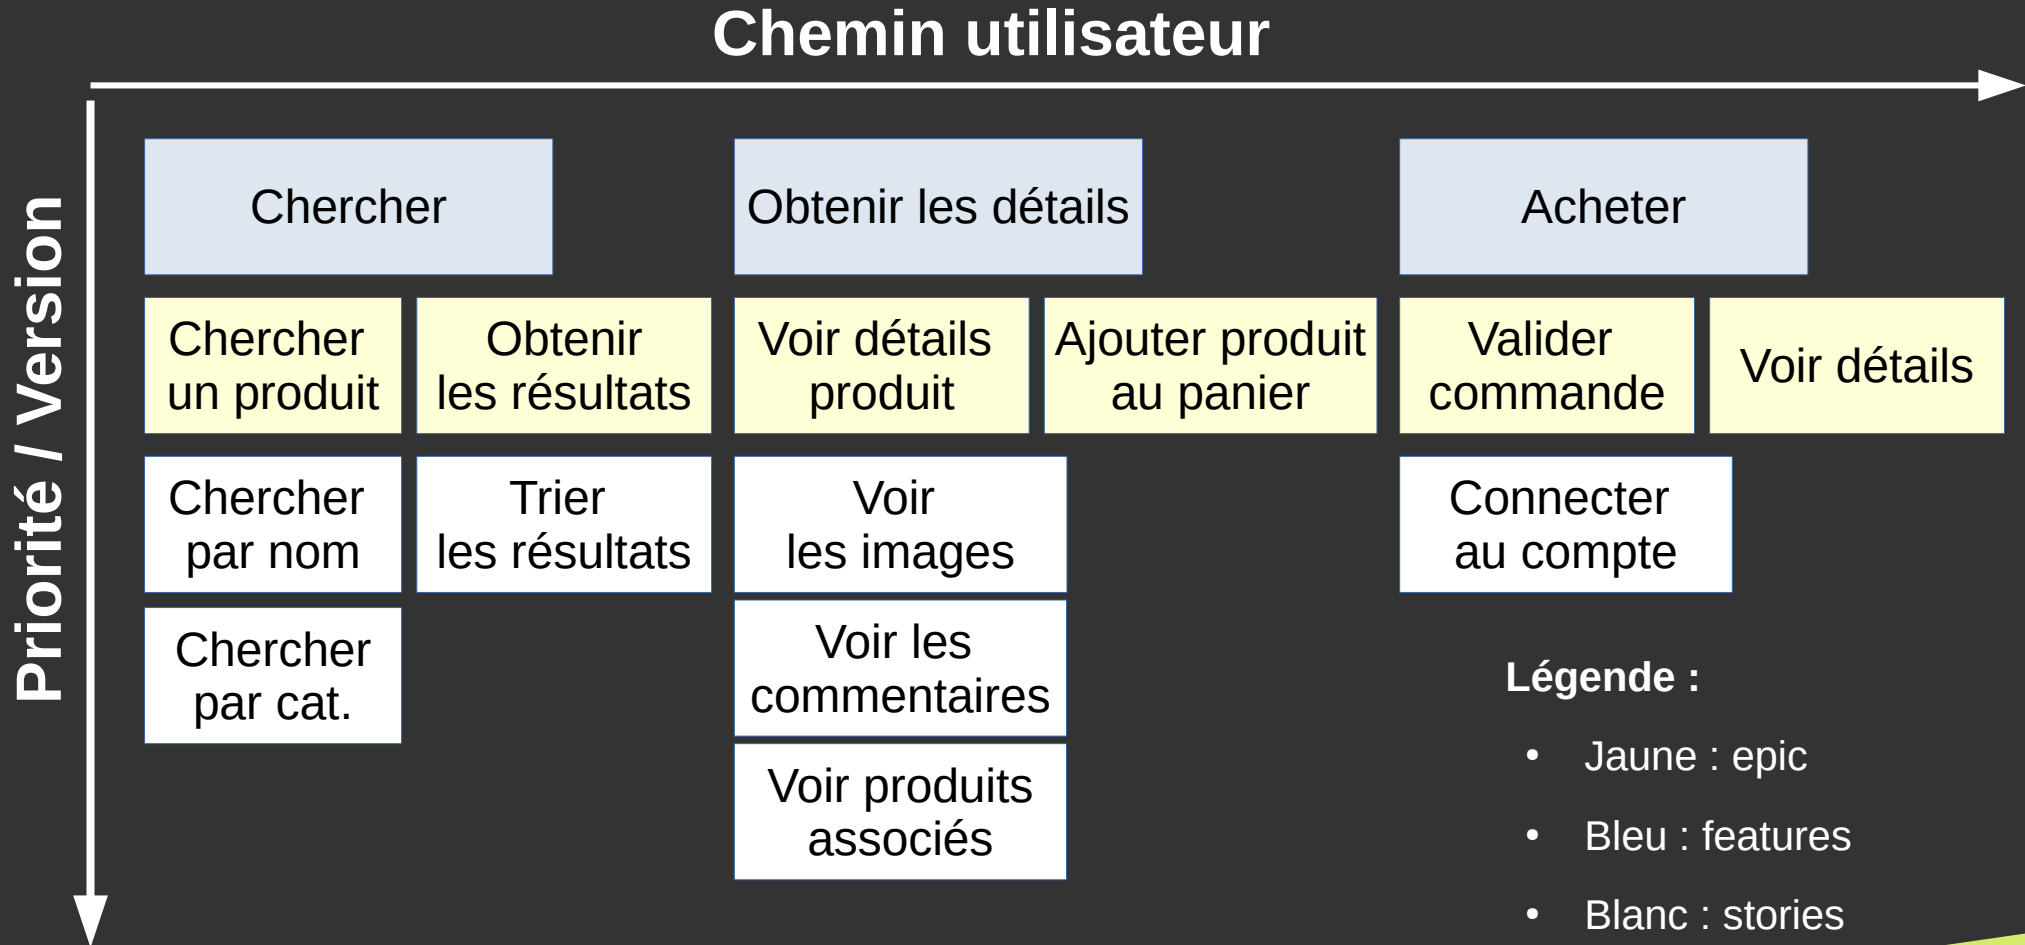 Chemin utilisateur
Priorité / Version
Chercher
Obtenir les détails
Acheter
Chercher
un produit
Obtenir
les résultats
Voir détails
produit
Ajouter produit
au panier
Valider
commande
Voir détails
Chercher
par nom
Trier
les résultats
Voir
les images
Connecter
au compte
Chercher
par cat.
Voir les
commentaires
Voir produits
associés
Légende :
• Jaune : epic
• Bleu : features
• Blanc : stories